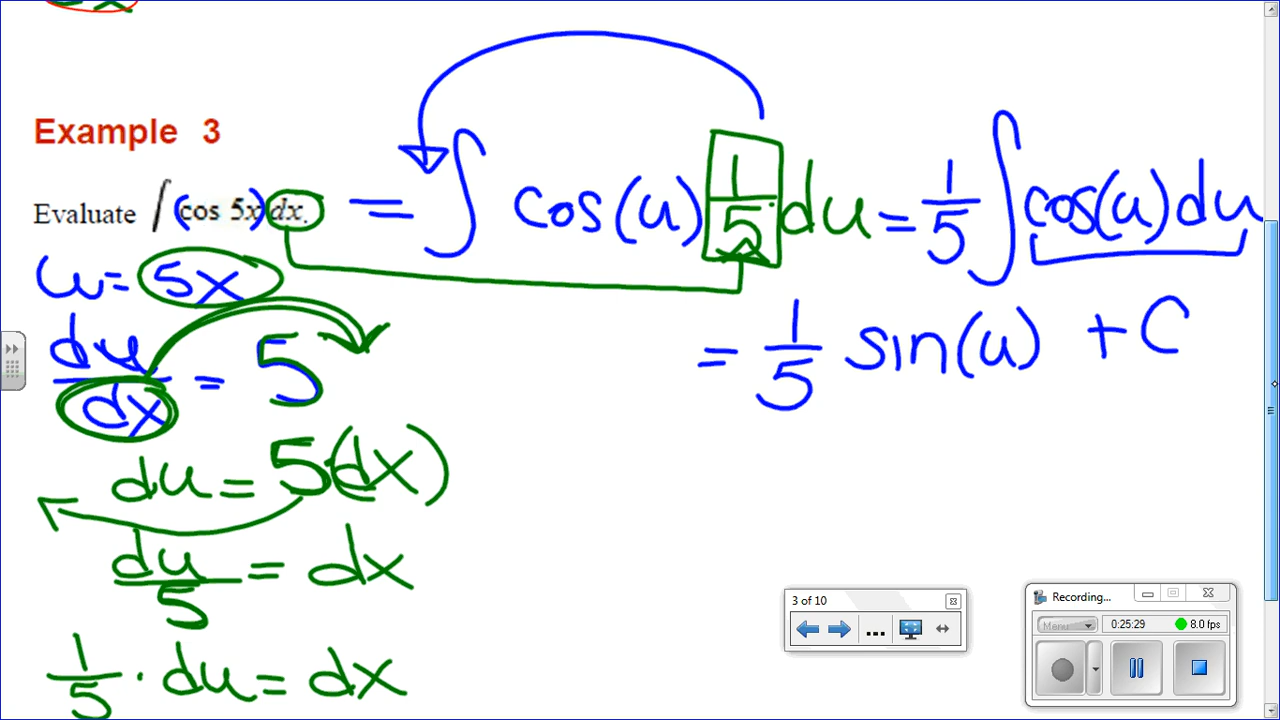 Example 3
Evaluate ∫ (cos 5x) dx. = ∫ cos(u) 1/5 du = 1/5 ∫ cos(u) du
u = 5x
= 1/5 sin(u) + C
du/dx = 5
du = 5(dx)
du/5 = dx
1/5 · du = dx
3 of 10
...
Recording...
Menu 0:25:29 8.0 fps